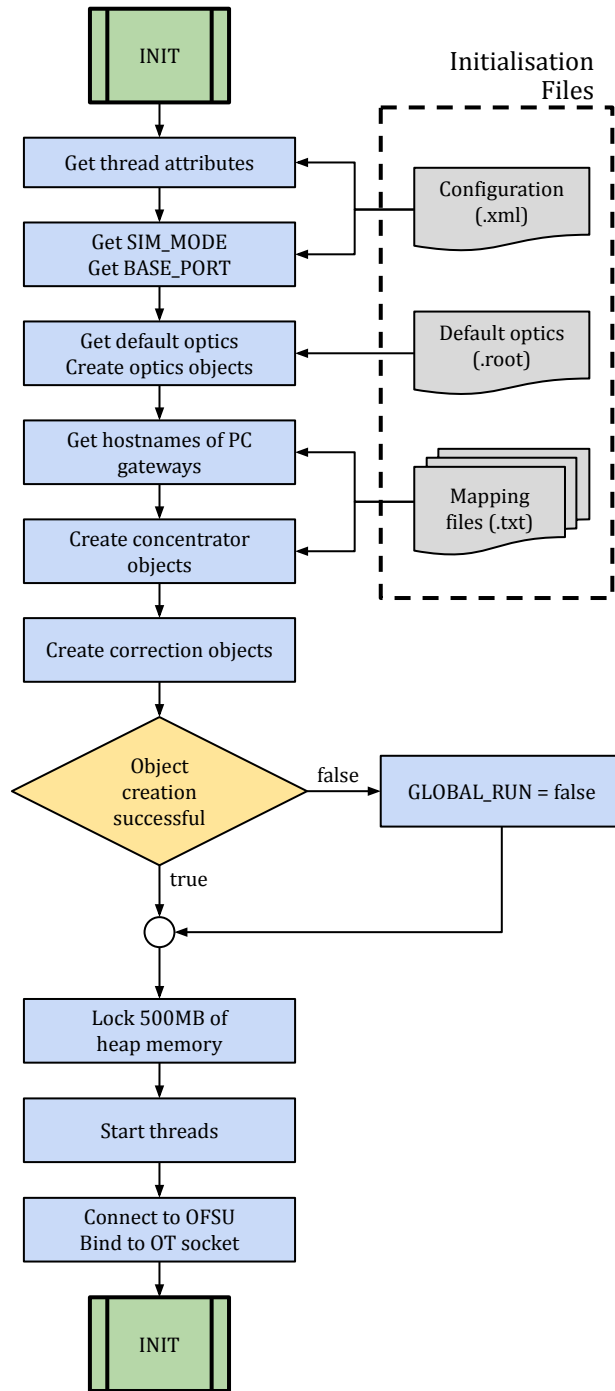 INIT
Initialisation
Files
Get thread attributes
Configuration
(.xml)
Get SIM_MODE
Get BASE_PORT
Get default optics
Create optics objects
Default optics
(.root)
Get hostnames of PC
gateways
Mapping
files (.txt)
Create concentrator
objects
Create correction objects
Object
creation
successful
false
GLOBAL_RUN = false
true
Lock 500MB of
heap memory
Start threads
Connect to OFSU
Bind to OT socket
INIT